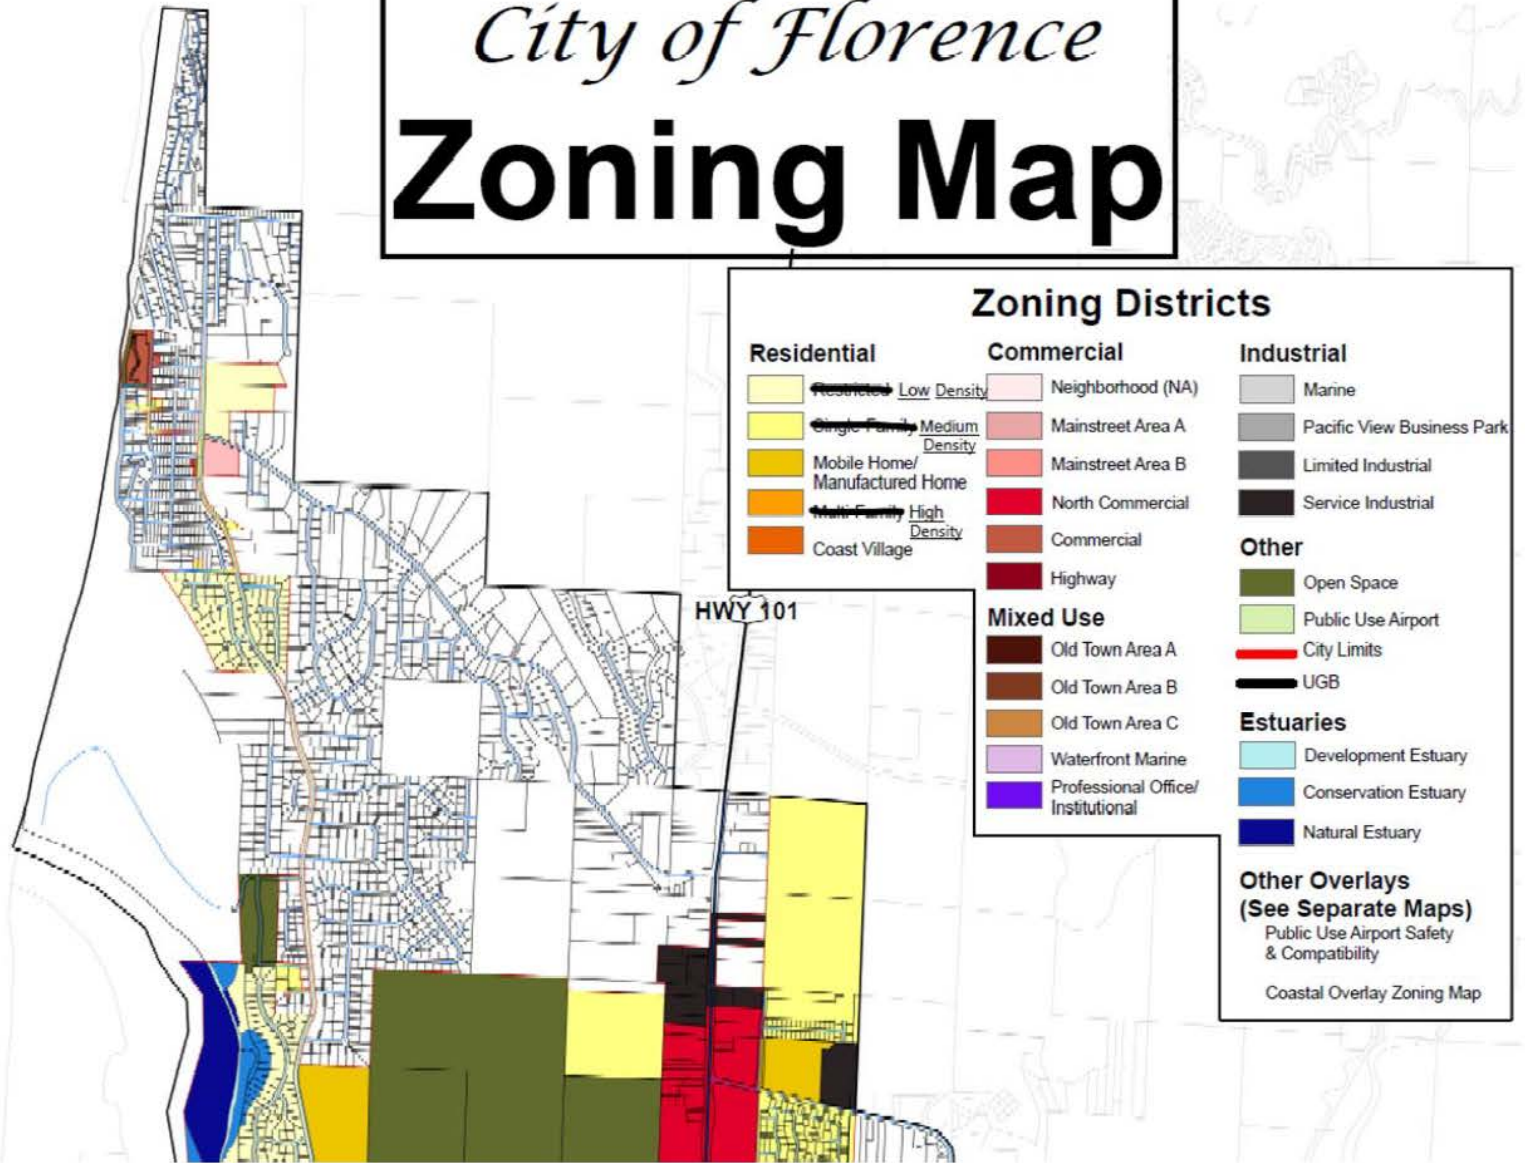 City of Florence
Zoning Map
Zoning Districts
Residential
Restricted Low Density
Single Family Medium
Density
Mobile Home/
Manufactured Home
Multi Family High
Density
Coast Village
Commercial
Neighborhood (NA)
Mainstreet Area A
Mainstreet Area B
North Commercial
Commercial
Highway
Mixed Use
Old Town Area A
Old Town Area B
Old Town Area C
Waterfront Marine
Professional Office/
Institutional
Industrial
Marine
Pacific View Business Park
Limited Industrial
Service Industrial
Other
Open Space
Public Use Airport
City Limits
UGB
Estuaries
Development Estuary
Conservation Estuary
Natural Estuary
Other Overlays
(See Separate Maps)
Public Use Airport Safety
& Compatibility
Coastal Overlay Zoning Map
HWY 101